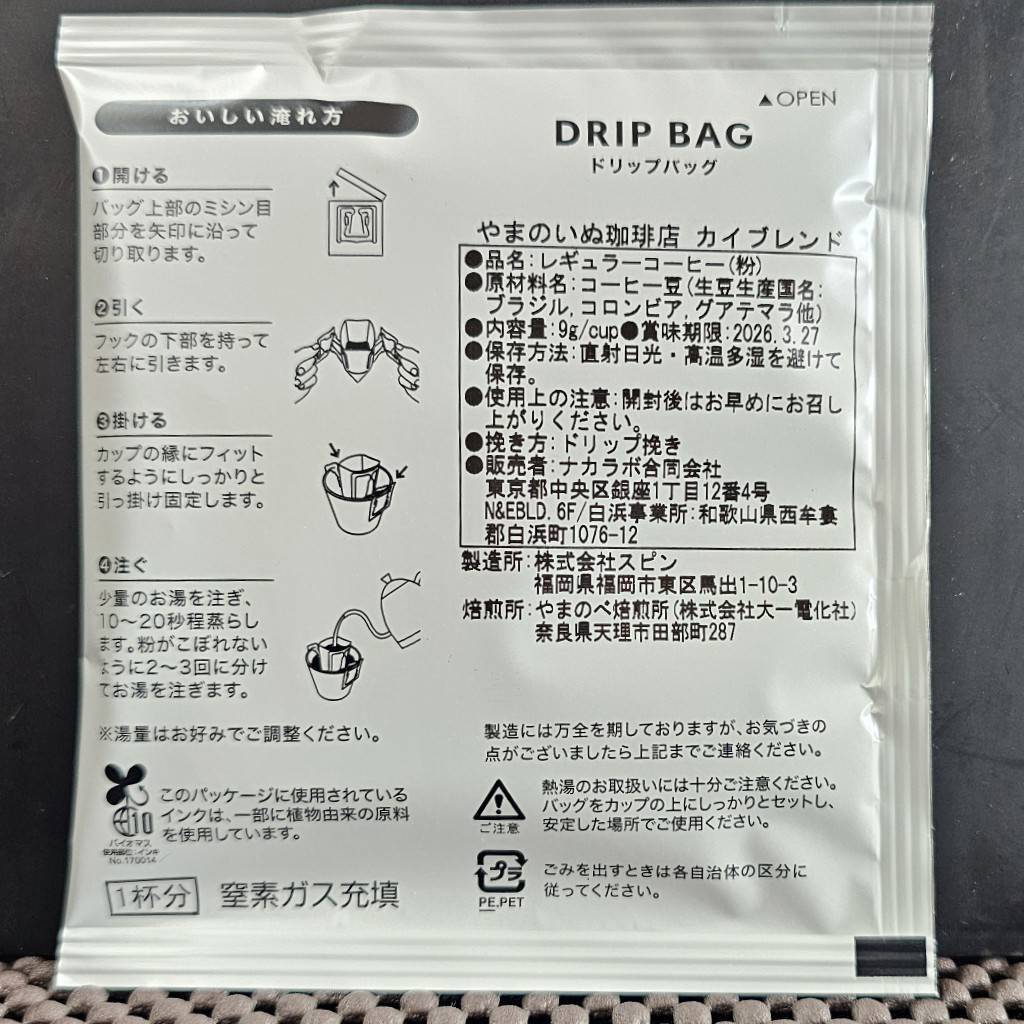 おいしい淹れ方
❶開ける
バッグ上部のミシン目
部分を矢印に沿って
切り取ります。
❷引く
フックの下部を持って
左右に引きます。
❸掛ける
カップの縁にフィット
するようにしっかりと
引っ掛け固定します。
❹注ぐ
少量のお湯を注ぎ、
10〜20秒程蒸らし
ます。粉がこぼれない
ように2〜3回に分け
てお湯を注ぎます。
※湯量はお好みでご調整ください。
このパッケージに使用されている
インクは、一部に植物由来の原料
を使用しています。
バイオマス
使用部位:インキ
No.170014
1杯分 窒素ガス充填
▲OPEN
DRIP BAG
ドリップバッグ
やまのいぬ珈琲店 カイブレンド
●品名:レギュラーコーヒー(粉)
●原材料名:コーヒー豆(生豆生産国名:
ブラジル,コロンビア,グアテマラ他)
●内容量:9g/cup●賞味期限:2026.3.27
●保存方法:直射日光・高温多湿を避けて
保存。
●使用上の注意:開封後はお早めにお召し
上がりください。
●挽き方:ドリップ挽き
●販売者:ナカラボ合同会社
東京都中央区銀座1丁目12番4号
N&EBLD.6F/白浜事業所:和歌山県西牟婁
郡白浜町1076-12
製造所:株式会社スピン
福岡県福岡市東区馬出1-10-3
焙煎所:やまのべ焙煎所(株式会社大一電化社)
奈良県天理市田部町287
製造には万全を期しておりますが、お気づきの
点がございましたら上記までご連絡ください。
ご注意
熱湯のお取扱いには十分ご注意ください。
バッグをカップの上にしっかりとセットし、
安定した場所でご使用ください。
プラ
PE,PET
ごみを出すときは各自治体の区分に
従ってください。